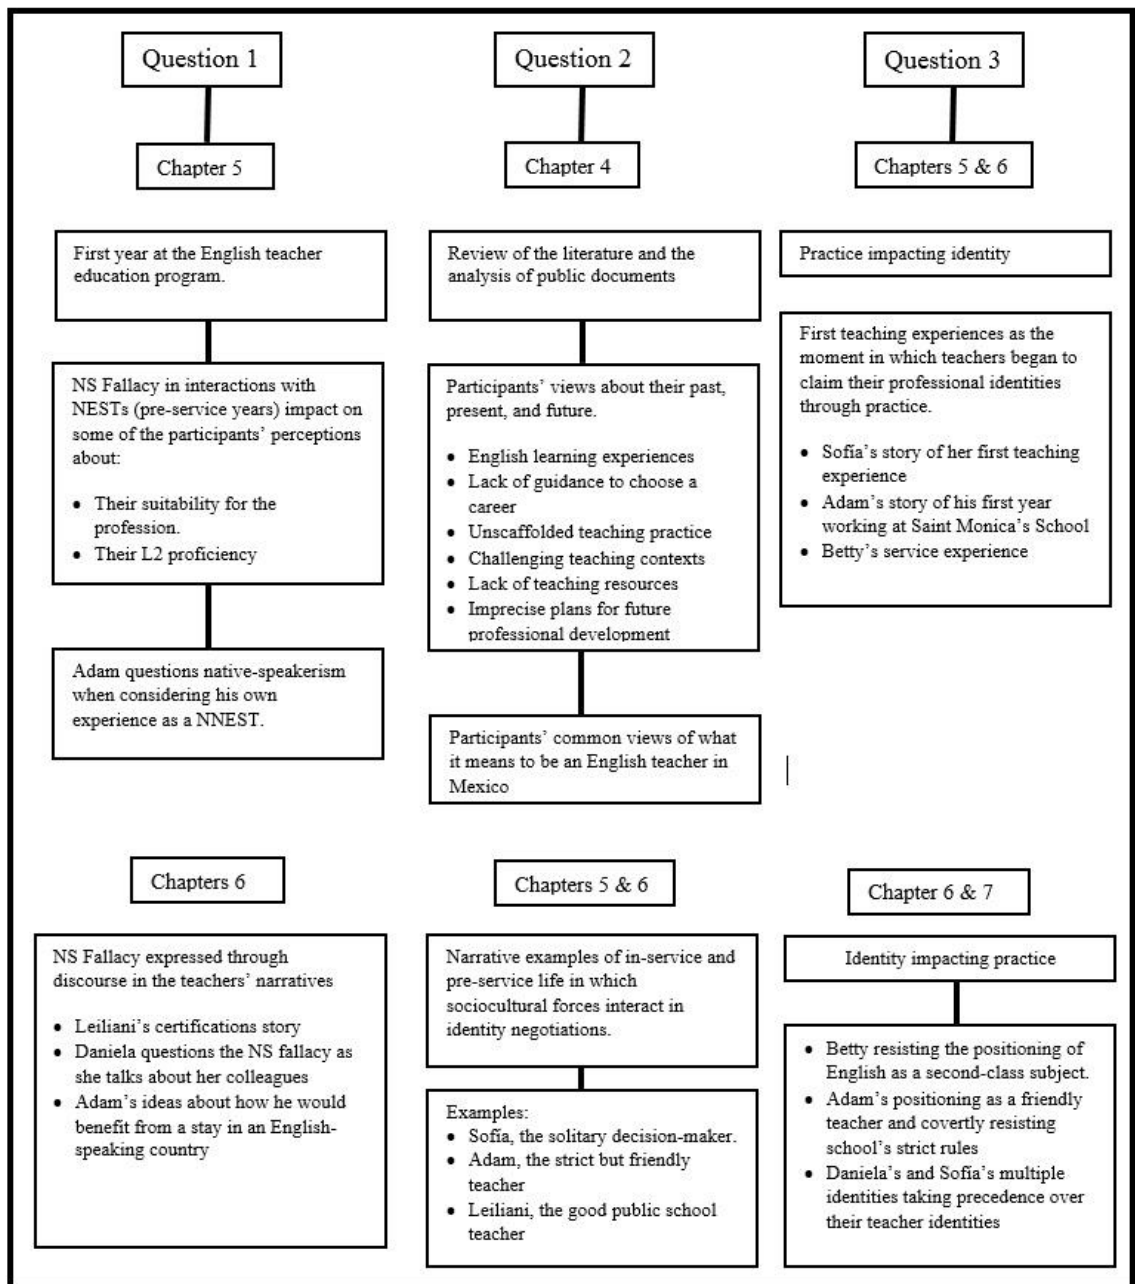 Question 1
Chapter 5
First year at the English teacher
education program.
NS Fallacy in interactions with
NESTs (pre-service years) impact on
some of the participants’ perceptions
about:
• Their suitability for the
profession.
• Their L2 proficiency
Adam questions native-speakerism
when considering his own
experience as a NNEST.
Chapters 6
NS Fallacy expressed through
discourse in the teachers’ narratives
• Leiliani’s certifications story
• Daniela questions the NS fallacy as
she talks about her colleagues
• Adam’s ideas about how he would
benefit from a stay in an English-
speaking country
Question 2
Chapter 4
Review of the literature and the
analysis of public documents
Participants’ views about their past,
present, and future.
• English learning experiences
• Lack of guidance to choose a
career
• Unscaffolded teaching practice
• Challenging teaching contexts
• Lack of teaching resources
• Imprecise plans for future
professional development
Participants’ common views of what
it means to be an English teacher in
Mexico
Chapters 5 & 6
Narrative examples of in-service and
pre-service life in which
sociocultural forces interact in
identity negotiations.
Examples:
• Sofía, the solitary decision-maker.
• Adam, the strict but friendly
teacher
• Leiliani, the good public school
teacher
Question 3
Chapters 5 & 6
Practice impacting identity
First teaching experiences as the
moment in which teachers began to
claim their professional identities
through practice.
• Sofía’s story of her first teaching
experience
• Adam’s story of his first year
working at Saint Monica’s School
• Betty’s service experience
Chapter 6 & 7
Identity impacting practice
• Betty resisting the positioning of
English as a second-class subject.
• Adam’s positioning as a friendly
teacher and covertly resisting
school’s strict rules
• Daniela’s and Sofía’s multiple
identities taking precedence over
their teacher identities